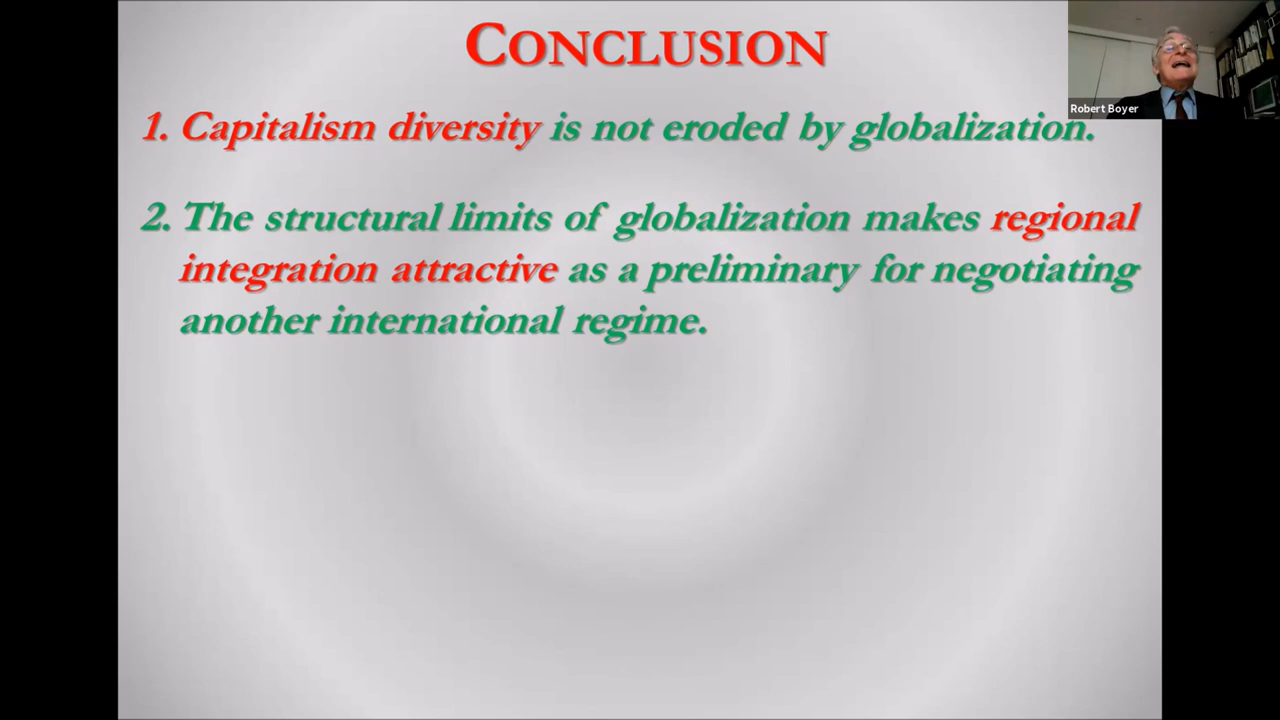 CONCLUSION
Robert Boyer
1. Capitalism diversity is not eroded by globalization.
2. The structural limits of globalization makes regional
integration attractive as a preliminary for negotiating
another international regime.